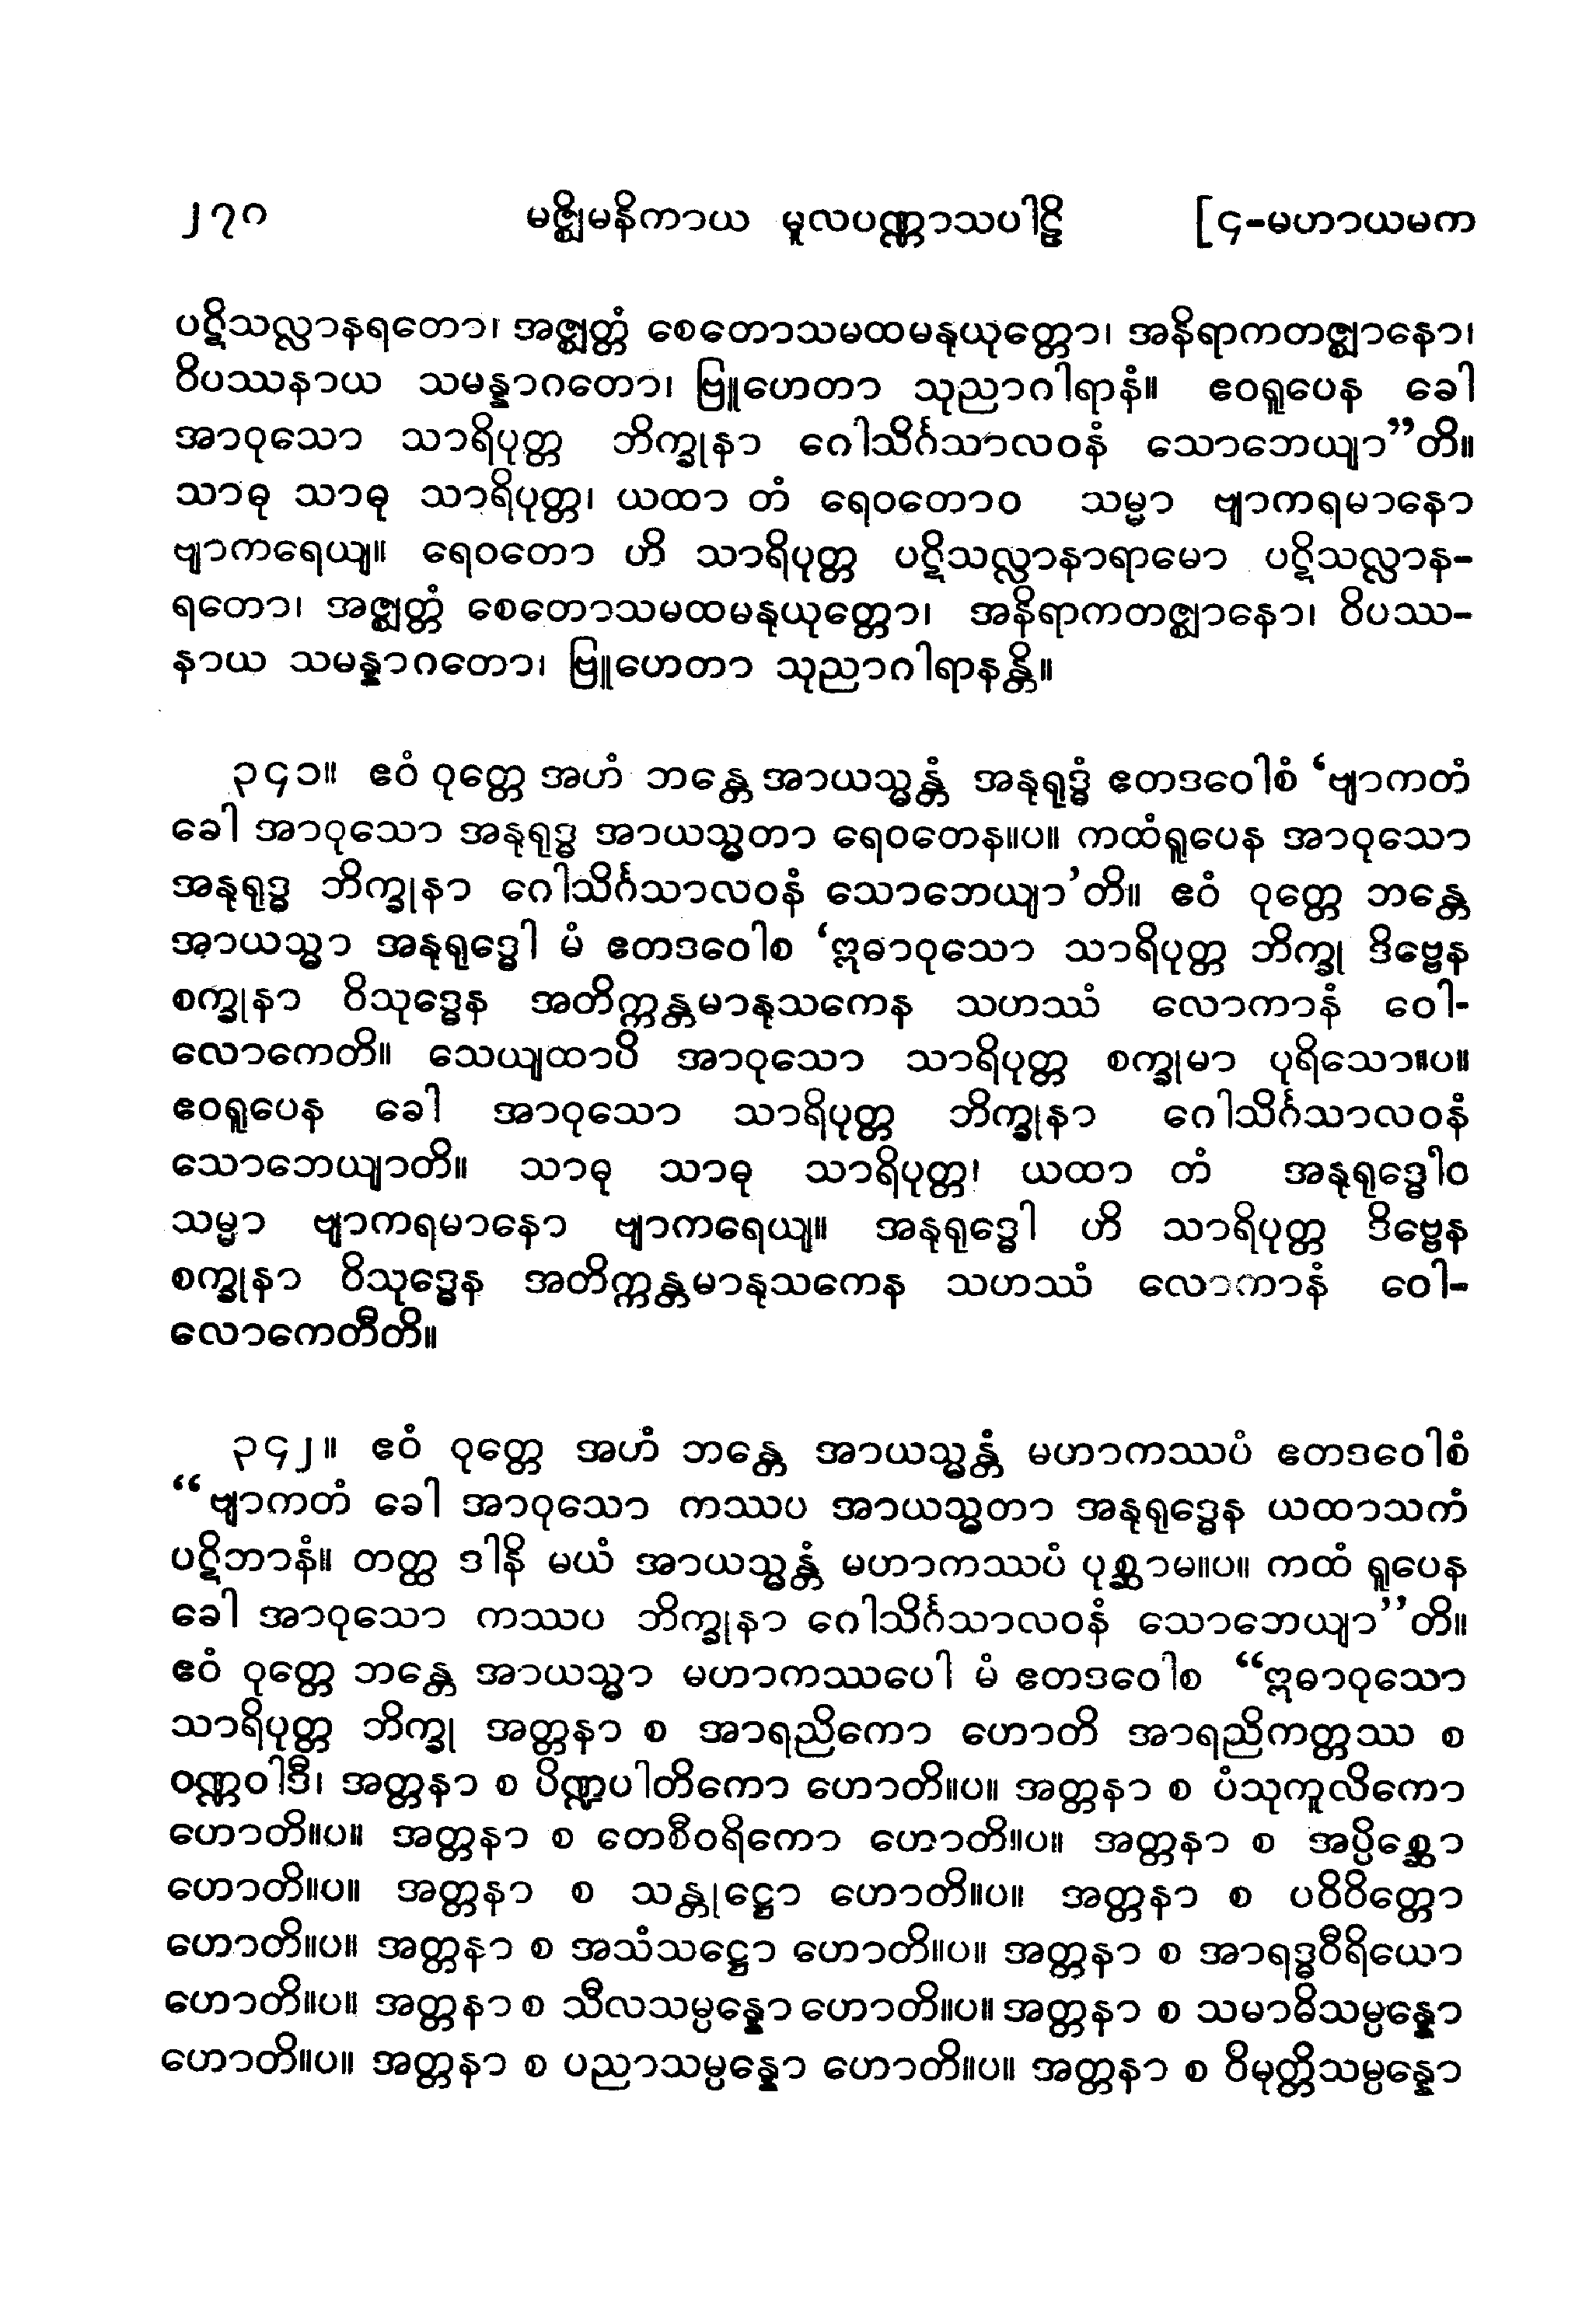 ၂၇၀ မဇ္ဈိမနိကာယ မူလပဏ္ဏာသပါဠိ [၄-မဟာယမက
ပဋိသလ္လာနရတော၊ အဇ္ဈတ္တံ စေတောသမထမနုယုတ္တော၊ အနိရာကတဇ္ဈာနော၊
ဝိပဿနာယ သမန္နာဂတော၊ ဗြူဟေတာ သုညာဂါရာနံ။ ဧဝရူပေန ခေါ
အာဝုသော သာရိပုတ္တ ဘိက္ခုနာ ဂေါသိင်္ဂသာလဝနံ သောဘေယျာ”တိ။
သာဓု သာဓု သာရိပုတ္တ၊ ယထာ တံ ရေဝတောဝ သမ္မာ ဗျာကရမာနော
ဗျာကရေယျ။ ရေဝတော ဟိ သာရိပုတ္တ ပဋိသလ္လာနာရာမော ပဋိသလ္လာန-
ရတော၊ အဇ္ဈတ္တံ စေတောသမထမနုယုတ္တော၊ အနိရာကတဇ္ဈာနော၊ ဝိပဿ-
နာယ သမန္နာဂတော၊ ဗြူဟေတာ သုညာဂါရာနန္တိ။
၃၄၁။ ဧဝံ ဝုတ္တေ အဟံ ဘန္တေ အာယသ္မန္တံ အနုရုဒ္ဓံ ဧတဒဝေါစံ ‘ဗျာကတံ
ခေါ အာဝုသော အနုရုဒ္ဓ အာယသ္မတာ ရေဝတေန။ပ။ ကထံရူပေန အာဝုသော
အနုရုဒ္ဓ ဘိက္ခုနာ ဂေါသိင်္ဂသာလဝနံ သောဘေယျာ’တိ။ ဧဝံ ဝုတ္တေ ဘန္တေ
အာယသ္မာ အနုရုဒ္ဓေါ မံ ဧတဒဝေါစ ‘ဣဓာဝုသော သာရိပုတ္တ ဘိက္ခု ဒိဗ္ဗေန
စက္ခုနာ ဝိသုဒ္ဓေန အတိက္ကန္တမာနုသကေန သဟဿံ လောကာနံ ဝေါ-
လောကေတိ။ သေယျထာပိ အာဝုသော သာရိပုတ္တ စက္ခုမာ ပုရိသော။ပ။
ဧဝရူပေန ခေါ အာဝုသော သာရိပုတ္တ ဘိက္ခုနာ ဂေါသိင်္ဂသာလဝနံ
သောဘေယျာတိ။ သာဓု သာဓု သာရိပုတ္တ၊ ယထာ တံ အနုရုဒ္ဓေါဝ
သမ္မာ ဗျာကရမာနော ဗျာကရေယျ။ အနုရုဒ္ဓေါ ဟိ သာရိပုတ္တ ဒိဗ္ဗေန
စက္ခုနာ ဝိသုဒ္ဓေန အတိက္ကန္တမာနုသကေန သဟဿံ လောကာနံ ဝေါ-
လောကေတီတိ။
၃၄၂။ ဧဝံ ဝုတ္တေ အဟံ ဘန္တေ အာယသ္မန္တံ မဟာကဿပံ ဧတဒဝေါစံ
“ဗျာကတံ ခေါ အာဝုသော ကဿပ အာယသ္မတာ အနုရုဒ္ဓေန ယထာသကံ
ပဋိဘာနံ။ တတ္ထ ဒါနိ မယံ အာယသ္မန္တံ မဟာကဿပံ ပုစ္ဆာမ။ပ။ ကထံ ရူပေန
ခေါ အာဝုသော ကဿပ ဘိက္ခုနာ ဂေါသိင်္ဂသာလဝနံ သောဘေယျာ”တိ။
ဧဝံ ဝုတ္တေ ဘန္တေ အာယသ္မာ မဟာကဿပေါ မံ ဧတဒဝေါစ “ဣဓာဝုသော
သာရိပုတ္တ ဘိက္ခု အတ္တနာ စ အာရညိကော ဟောတိ အာရညိကတ္တဿ စ
ဝဏ္ဏဝါဒီ၊ အတ္တနာ စ ပိဏ္ဍပါတိကော ဟောတိ။ပ။ အတ္တနာ စ ပံသုကူလိကော
ဟောတိ။ပ။ အတ္တနာ စ တေစီဝရိကော ဟောတိ။ပ။ အတ္တနာ စ အပ္ပိစ္ဆော
ဟောတိ။ပ။ အတ္တနာ စ သန္တုဋ္ဌော ဟောတိ။ပ။ အတ္တနာ စ ပဝိဝိတ္တော
ဟောတိ။ပ။ အတ္တနာ စ အသံသဋ္ဌော ဟောတိ။ပ။ အတ္တနာ စ အာရဒ္ဓဝီရိယော
ဟောတိ။ပ။ အတ္တနာ စ သီလသမ္ပန္နော ဟောတိ။ပ။ အတ္တနာ စ သမာဓိသမ္ပန္နော
ဟောတိ။ပ။ အတ္တနာ စ ပညာသမ္ပန္နော ဟောတိ။ပ။ အတ္တနာ စ ဝိမုတ္တိသမ္ပန္နော